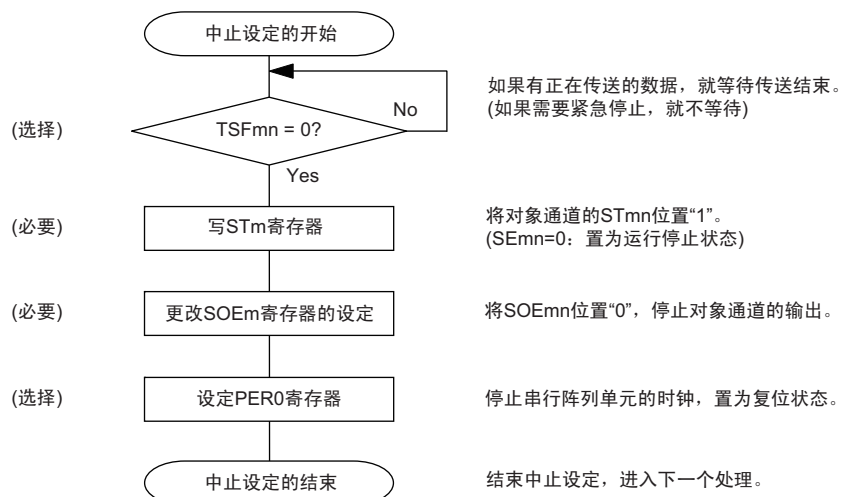 中止设定的开始
如果有正在传送的数据，就等待传送结束。
(如果需要紧急停止，就不等待)
No
(选择)
TSFmn = 0?
Yes
(必要)
写STm寄存器
将对象通道的STmn位置“1”。
(SEmn=0：置为运行停止状态)
(必要)
更改SOEm寄存器的设定
将SOEmn位置“0”，停止对象通道的输出。
(选择)
设定PER0寄存器
停止串行阵列单元的时钟，置为复位状态。
中止设定的结束
结束中止设定，进入下一个处理。